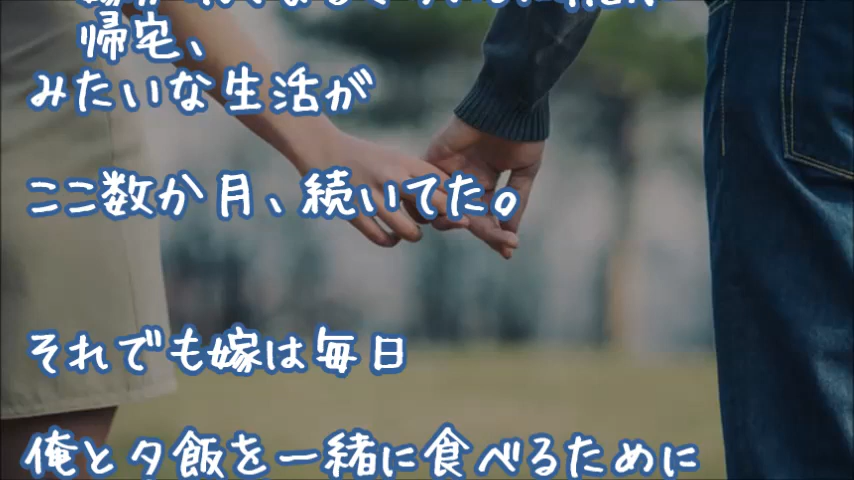 帰宅、
みたいな生活が
ここ数か月、続いてた。
それでも嫁は毎日
俺と夕飯を一緒に食べるために